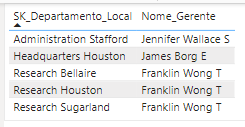 SK_Departamento_Local Nome_Gerente
Administration Stafford Jennifer Wallace S
Headquarters Houston James Borg E
Research Bellaire Franklin Wong T
Research Houston Franklin Wong T
Research Sugarland Franklin Wong T